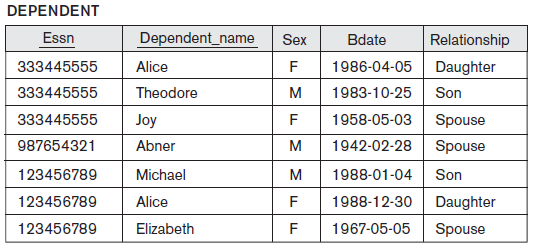 DEPENDENT
Essn Dependent_name Sex Bdate Relationship
333445555 Alice F 1986-04-05 Daughter
333445555 Theodore M 1983-10-25 Son
333445555 Joy F 1958-05-03 Spouse
987654321 Abner M 1942-02-28 Spouse
123456789 Michael M 1988-01-04 Son
123456789 Alice F 1988-12-30 Daughter
123456789 Elizabeth F 1967-05-05 Spouse